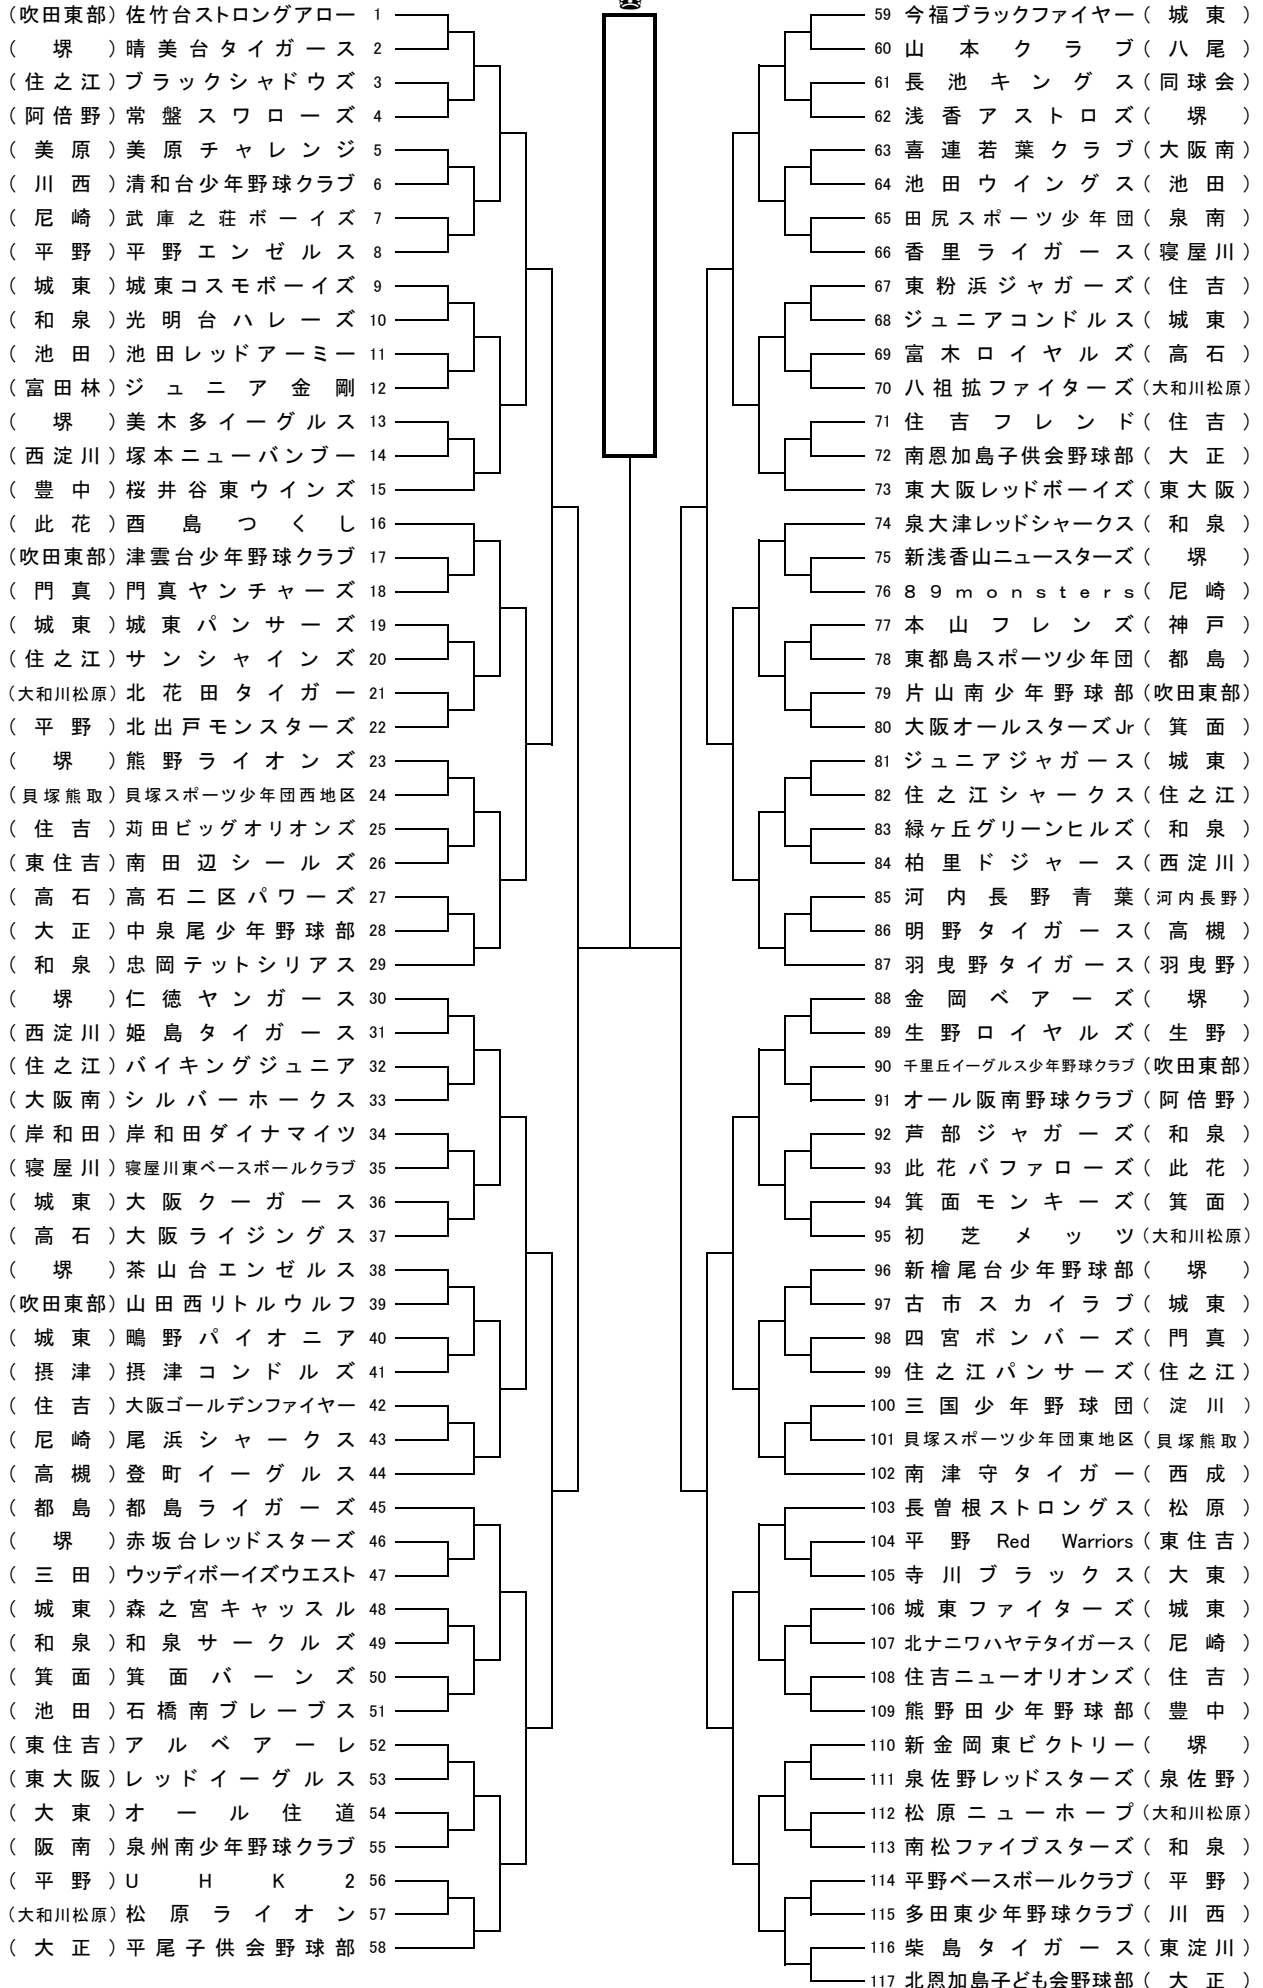 (吹田東部) 佐竹台ストロングアロー 1
(堺) 晴美台タイガース 2
(住之江) ブラックシャドウズ 3
(阿倍野) 常盤スワローズ 4
(美原) 美原チャレンジ 5
(川西) 清和台少年野球クラブ 6
(尼崎) 武庫之荘ボーイズ 7
(平野) 平野エンゼルス 8
(城東) 城東コスモボーイズ 9
(和泉) 光明台ハレーズ 10
(池田) 池田レッドアーミー 11
(富田林) ジュニア金剛 12
(堺) 美木多イーグルス 13
(西淀川) 塚本ニューバンブー 14
(豊中) 桜井谷東ウインズ 15
(此花) 酉島つくし 16
(吹田東部) 津雲台少年野球クラブ 17
(門真) 門真ヤンチャーズ 18
(城東) 城東パンサーズ 19
(住之江) サンシャインズ 20
(大和川松原) 北花田タイガー 21
(平野) 北出戸モンスターズ 22
(堺) 熊野ライオンズ 23
(貝塚熊取) 貝塚スポーツ少年団西地区 24
(住吉) 苅田ビッグオリオンズ 25
(東住吉) 南田辺シールズ 26
(高石) 高石二区パワーズ 27
(大正) 中泉尾少年野球部 28
(和泉) 忠岡テットシリアス 29
(堺) 仁徳ヤンガース 30
(西淀川) 姫島タイガース 31
(住之江) バイキングジュニア 32
(大阪南) シルバーホークス 33
(岸和田) 岸和田ダイナマイツ 34
(寝屋川) 寝屋川東ベースボールクラブ 35
(城東) 大阪クーガース 36
(高石) 大阪ライジングス 37
(堺) 茶山台エンゼルス 38
(吹田東部) 山田西リトルウルフ 39
(城東) 鴫野パイオニア 40
(摂津) 摂津コンドルズ 41
(住吉) 大阪ゴールデンファイヤー 42
(尼崎) 尾浜シャークス 43
(高槻) 登町イーグルス 44
(都島) 都島ライガーズ 45
(堺) 赤坂台レッドスターズ 46
(三田) ウッディボーイズウエスト 47
(城東) 森之宮キャッスル 48
(和泉) 和泉サークルズ 49
(箕面) 箕面バーンズ 50
(池田) 石橋南ブレーブス 51
(東住吉) アルベアーレ 52
(東大阪) レッドイーグルス 53
(大東) オール住道 54
(阪南) 泉州南少年野球クラブ 55
(平野) UHK2 56
(大和川松原) 松原ライオン 57
(大正) 平尾子供会野球部 58
59 今福ブラックファイヤー (城東)
60 山本クラブ (八尾)
61 長池キングス (同球会)
62 浅香アストロズ (堺)
63 喜連若葉クラブ (大阪南)
64 池田ウイングス (池田)
65 田尻スポーツ少年団 (泉南)
66 香里ライガース (寝屋川)
67 東粉浜ジャガーズ (住吉)
68 ジュニアコンドルス (城東)
69 富木ロイヤルズ (高石)
70 八祖拡ファイターズ (大和川松原)
71 住吉フレンド (住吉)
72 南恩加島子供会野球部 (大正)
73 東大阪レッドボーイズ (東大阪)
74 泉大津レッドシャークス (和泉)
75 新浅香山ニュースターズ (堺)
76 89monsters (尼崎)
77 本山フレンズ (神戸)
78 東都島スポーツ少年団 (都島)
79 片山南少年野球部 (吹田東部)
80 大阪オールスターズJr (箕面)
81 ジュニアジャガース (城東)
82 住之江シャークス (住之江)
83 緑ヶ丘グリーンヒルズ (和泉)
84 柏里ドジャース (西淀川)
85 河内長野青葉 (河内長野)
86 明野タイガース (高槻)
87 羽曳野タイガース (羽曳野)
88 金岡ベアーズ (堺)
89 生野ロイヤルズ (生野)
90 千里丘イーグルス少年野球クラブ (吹田東部)
91 オール阪南野球クラブ (阿倍野)
92 芦部ジャガーズ (和泉)
93 此花バファローズ (此花)
94 箕面モンキーズ (箕面)
95 初芝メッツ (大和川松原)
96 新檜尾台少年野球部 (堺)
97 古市スカイラブ (城東)
98 四宮ボンバーズ (門真)
99 住之江パンサーズ (住之江)
100 三国少年野球団 (淀川)
101 貝塚スポーツ少年団東地区 (貝塚熊取)
102 南津守タイガー (西成)
103 長曽根ストロングス (松原)
104 平野 Red Warriors (東住吉)
105 寺川ブラックス (大東)
106 城東ファイターズ (城東)
107 北ナニワハヤテタイガース (尼崎)
108 住吉ニューオリオンズ (住吉)
109 熊野田少年野球部 (豊中)
110 新金岡東ビクトリー (堺)
111 泉佐野レッドスターズ (泉佐野)
112 松原ニューホープ (大和川松原)
113 南松ファイブスターズ (和泉)
114 平野ベースボールクラブ (平野)
115 多田東少年野球クラブ (川西)
116 柴島タイガース (東淀川)
117 北恩加島子ども会野球部 (大正)